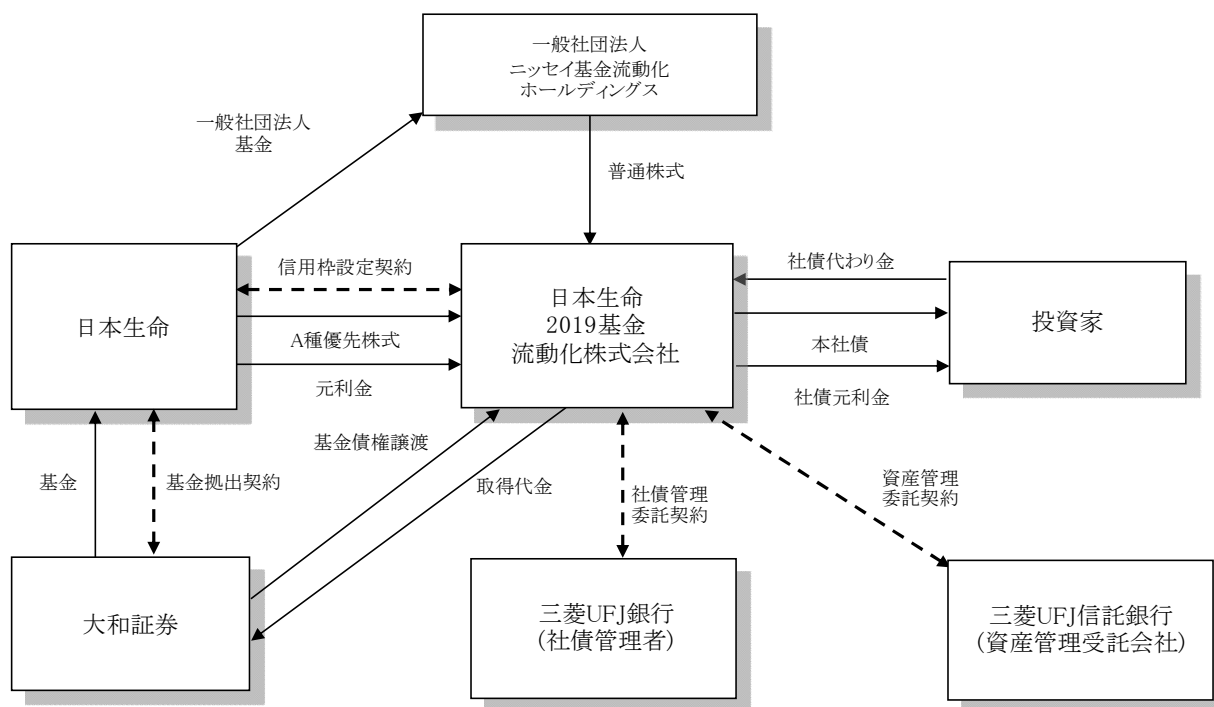 一般社団法人
ニッセイ基金流動化
ホールディングス
一般社団法人
基金
普通株式
日本生命
信用枠設定契約
A種優先株式
元利金
日本生命
2019基金
流動化株式会社
社債代わり金
本社債
社債元利金
投資家
基金
基金拠出契約
基金債権譲渡
取得代金
社債管理
委託契約
資産管理
委託契約
大和証券
三菱UFJ銀行
(社債管理者)
三菱UFJ信託銀行
(資産管理受託会社)